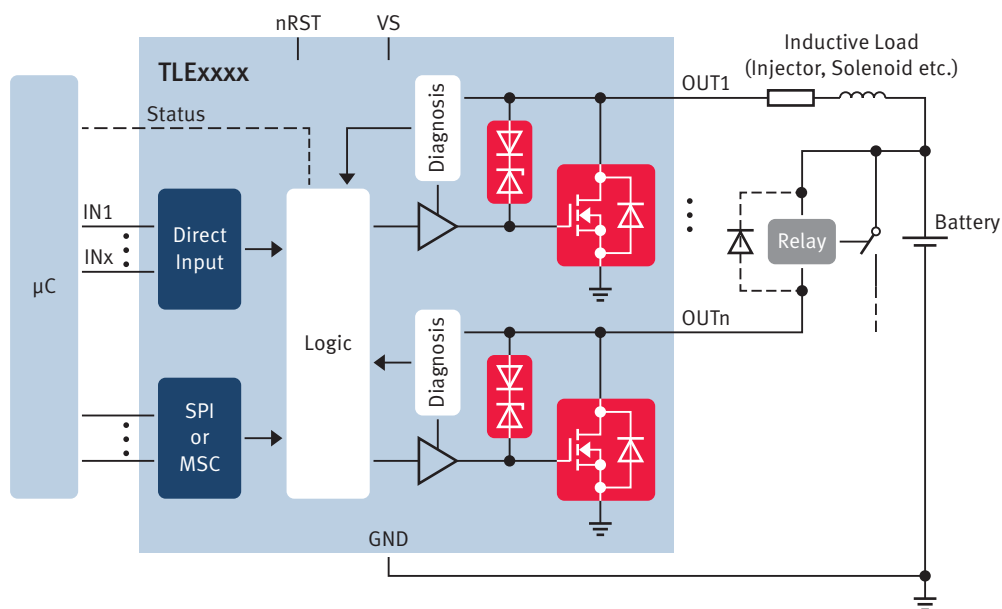 nRST
VS
TLExxxx
Inductive Load
(Injector, Solenoid etc.)
OUT1
Status
Diagnosis
IN1
INx
Direct
Input
µC
Logic
Relay
Battery
OUTn
Diagnosis
SPI
or
MSC
GND